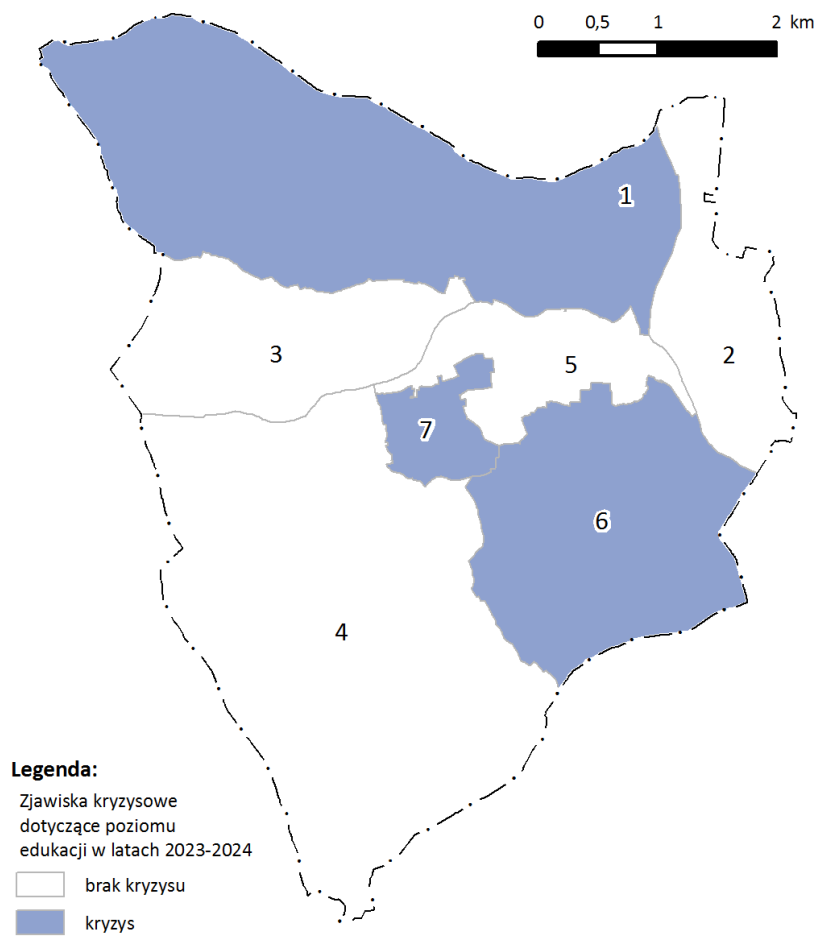 0 0,5 1 2 km
1
2
3
5
7
6
4
Legenda:
Zjawiska kryzysowe
dotyczące poziomu
edukacji w latach 2023-2024
brak kryzysu
kryzys